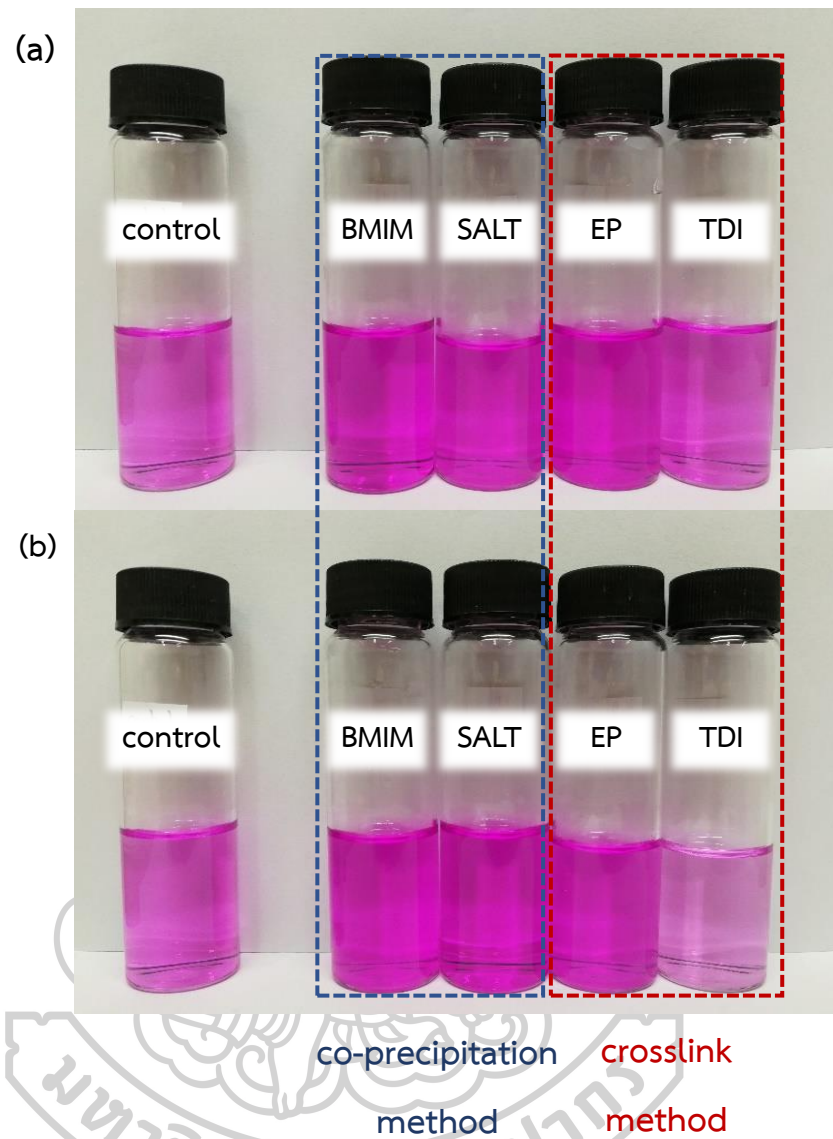 (a)
control
BMIM
SALT
EP
TDI
(b)
control
BMIM
SALT
EP
TDI
co-precipitation
method
crosslink
method